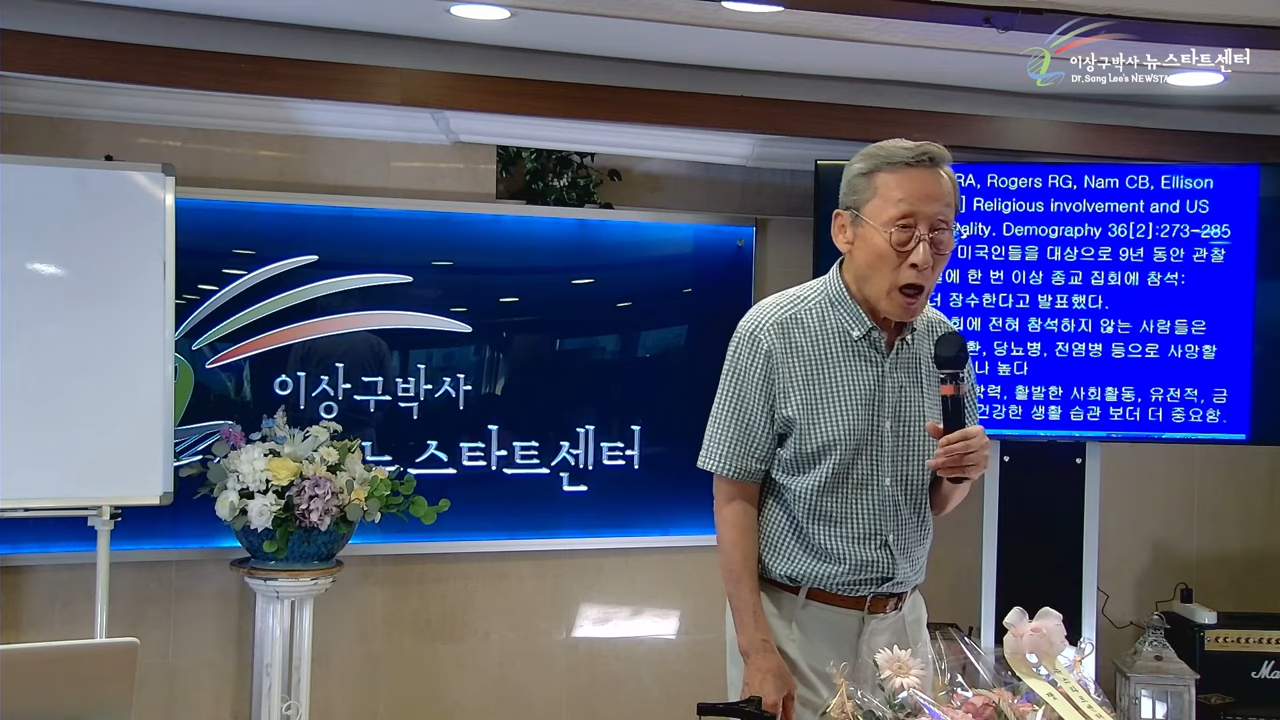 이상구박사 뉴스타트센터
Dr.Sang Lee's NEWSTA
이상구박사
뉴스타트센터
RA, Rogers RG, Nam CB, Ellison
] Religious involvement and US
ality. Demography 36[2]:273-285
미국인들을 대상으로 9년 동안 관찰
에 한 번 이상 종교 집회에 참석:
더 장수한다고 발표했다.
회에 전혀 참석하지 않는 사람들은
환, 당뇨병, 전염병 등으로 사망할
나 높다
학력, 활발한 사회활동, 유전적, 금
건강한 생활 습관 보더 더 중요함.
Ma